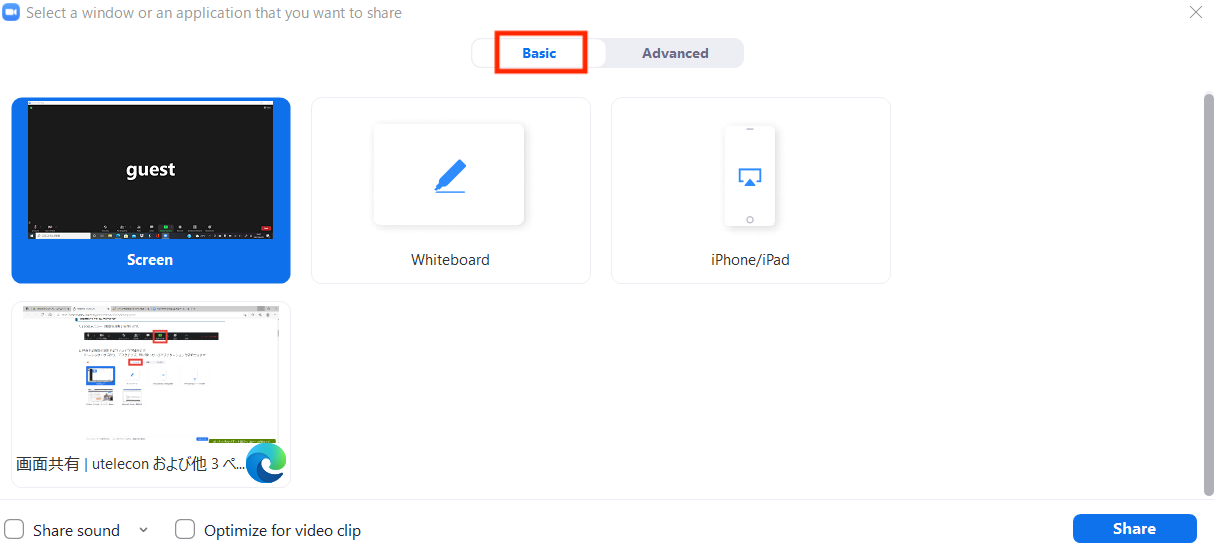 Select a window or an application that you want to share
Basic
Advanced
guest
Screen
Whiteboard
iPhone/iPad
画面共有 | utelecon および他 3 ペ...
Share sound
Optimize for video clip
Share